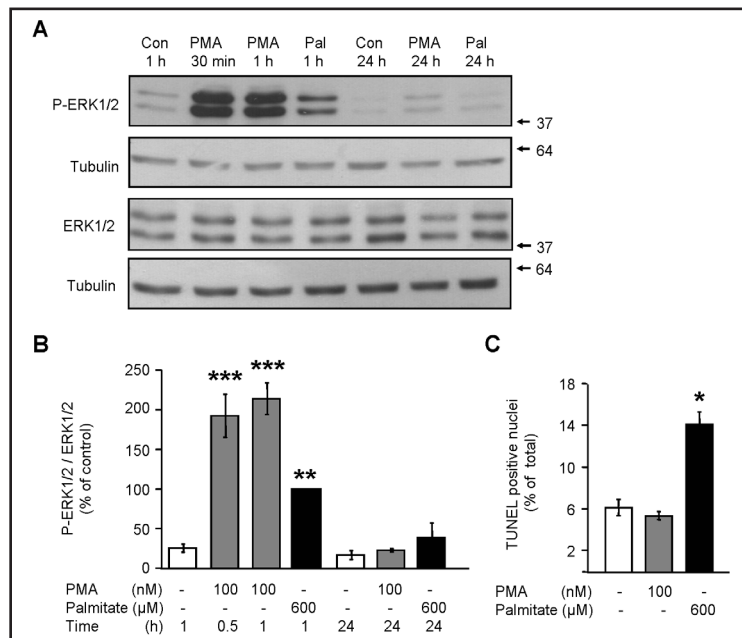 A
Con PMA PMA Pal Con PMA Pal
1 h 30 min 1 h 1 h 24 h 24 h 24 h
P-ERK1/2
37
64
Tubulin
ERK1/2
37
64
Tubulin
B
P-ERK1/2 / ERK1/2
(% of control)
250
200
150
100
50
0
*** *** **
PMA (nM) - 100 100 - - 100 -
Palmitate (µM) - - - 600 - - 600
Time (h) 1 0.5 1 1 24 24 24
C
TUNEL positive nuclei
(% of total)
18
14
10
6
2
*
PMA (nM) - 100 -
Palmitate (µM) - - 600